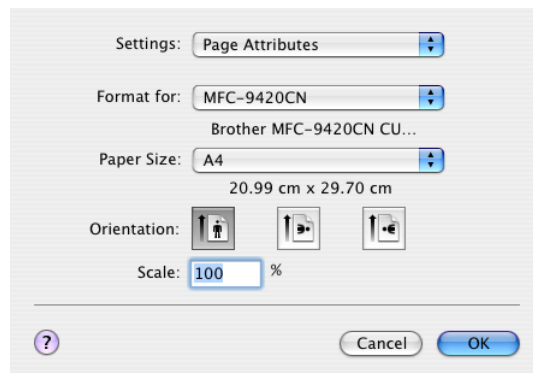 Settings: Page Attributes
Format for: MFC-9420CN
Brother MFC-9420CN CU...
Paper Size: A4
20.99 cm x 29.70 cm
Orientation:
Scale: 100 %
? Cancel OK